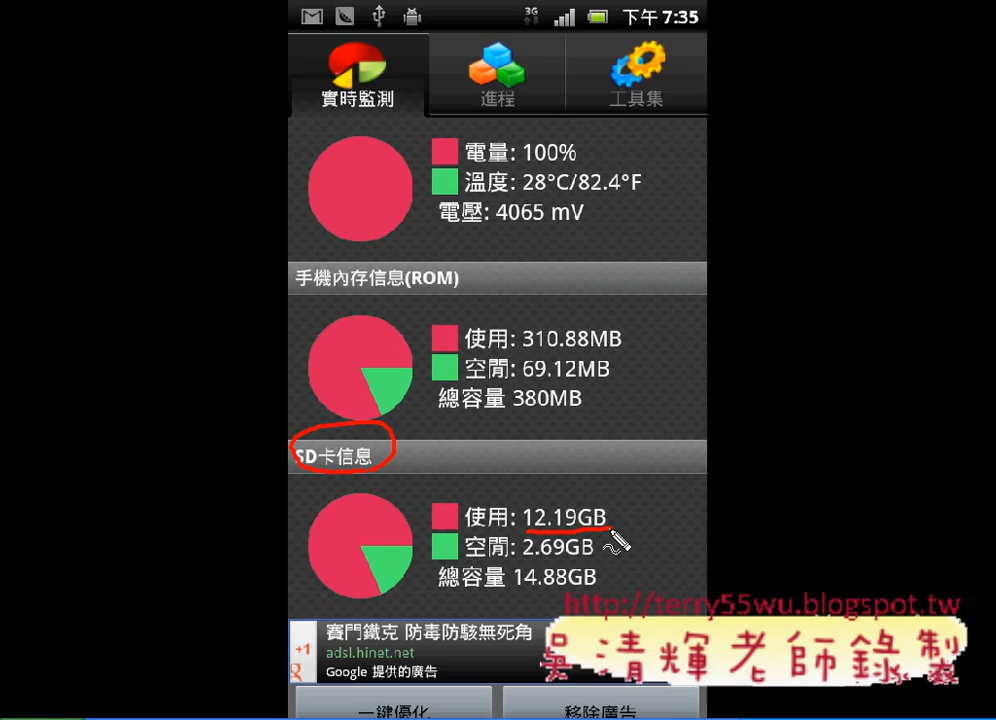 3G 下午 7:35
實時監測 進程 工具集
電量: 100%
溫度: 28°C/82.4°F
電壓: 4065 mV
手機內存信息(ROM)
使用: 310.88MB
空閒: 69.12MB
總容量 380MB
SD卡信息
使用: 12.19GB
空閒: 2.69GB
總容量 14.88GB
http://terry55wu.blogspot.tw
吳清輝老師錄製
+1
賽門鐵克 防毒防駭無死角
adsl.hinet.net
Google 提供的廣告
一鍵優化 移除廣告